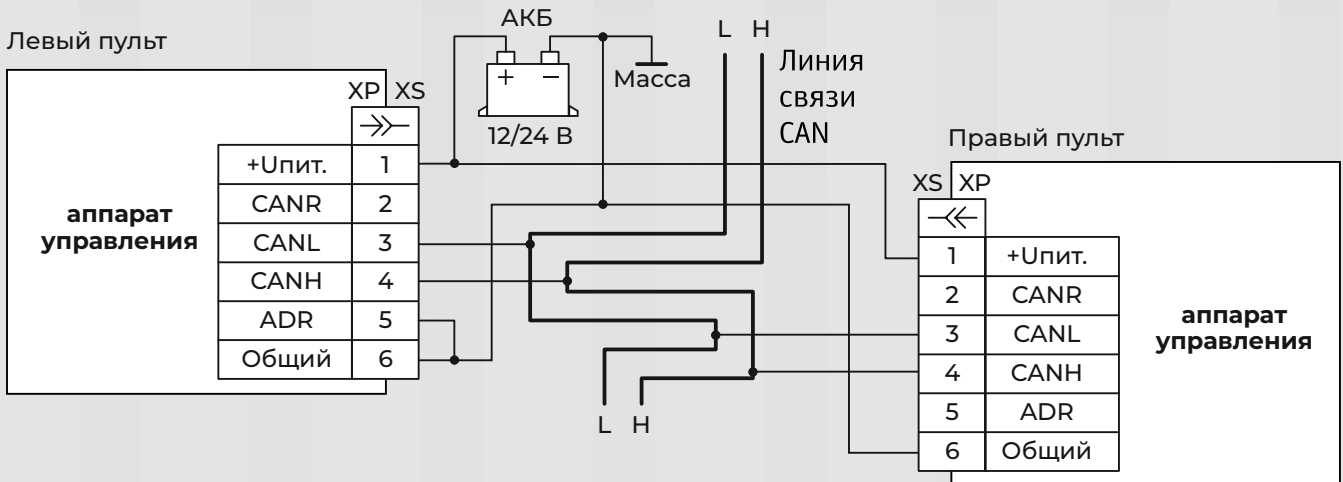 АКБ
L H
Левый пульт
Линия
связи
CAN
+ −
Масса
12/24 В
XP XS
+Uпит. 1
CANR 2
CANL 3
CANH 4
ADR 5
Общий 6
аппарат
управления
Правый пульт
XS XP
1 +Uпит.
2 CANR
3 CANL
4 CANH
5 ADR
6 Общий
аппарат
управления
L H